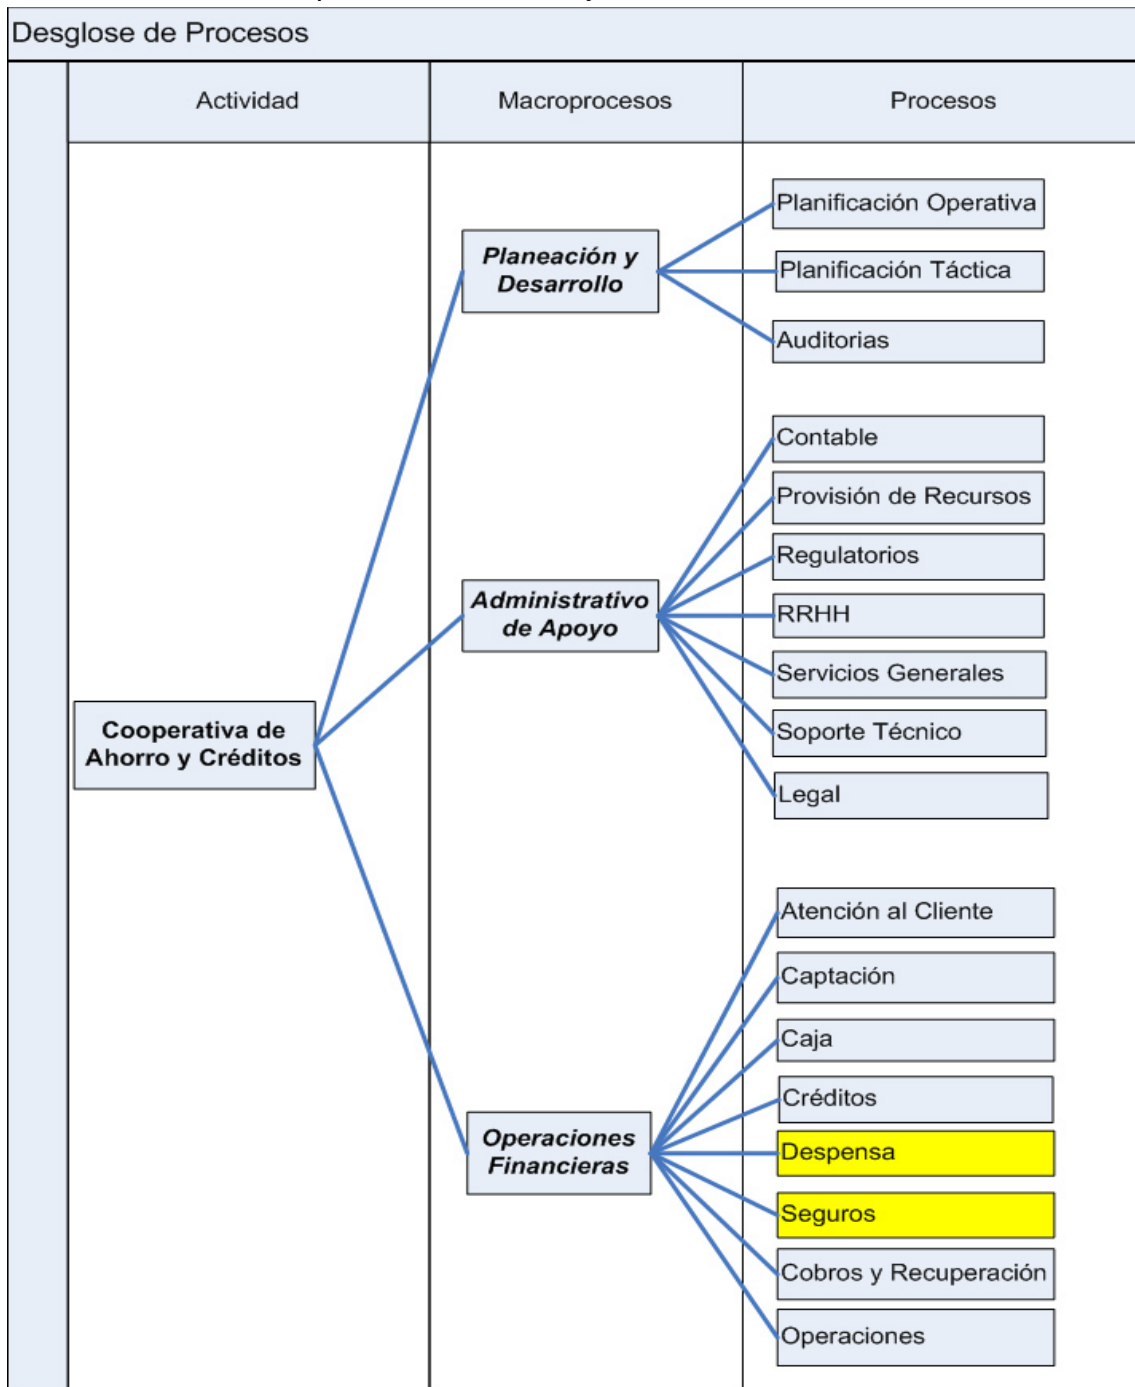 Desglose de Procesos
Actividad
Macroprocesos
Procesos
Planificación Operativa
Planeación y
Desarrollo
Planificación Táctica
Auditorias
Contable
Provisión de Recursos
Regulatorios
Administrativo
de Apoyo
RRHH
Servicios Generales
Soporte Técnico
Cooperativa de
Ahorro y Créditos
Legal
Atención al Cliente
Captación
Caja
Créditos
Operaciones
Financieras
Despensa
Seguros
Cobros y Recuperación
Operaciones